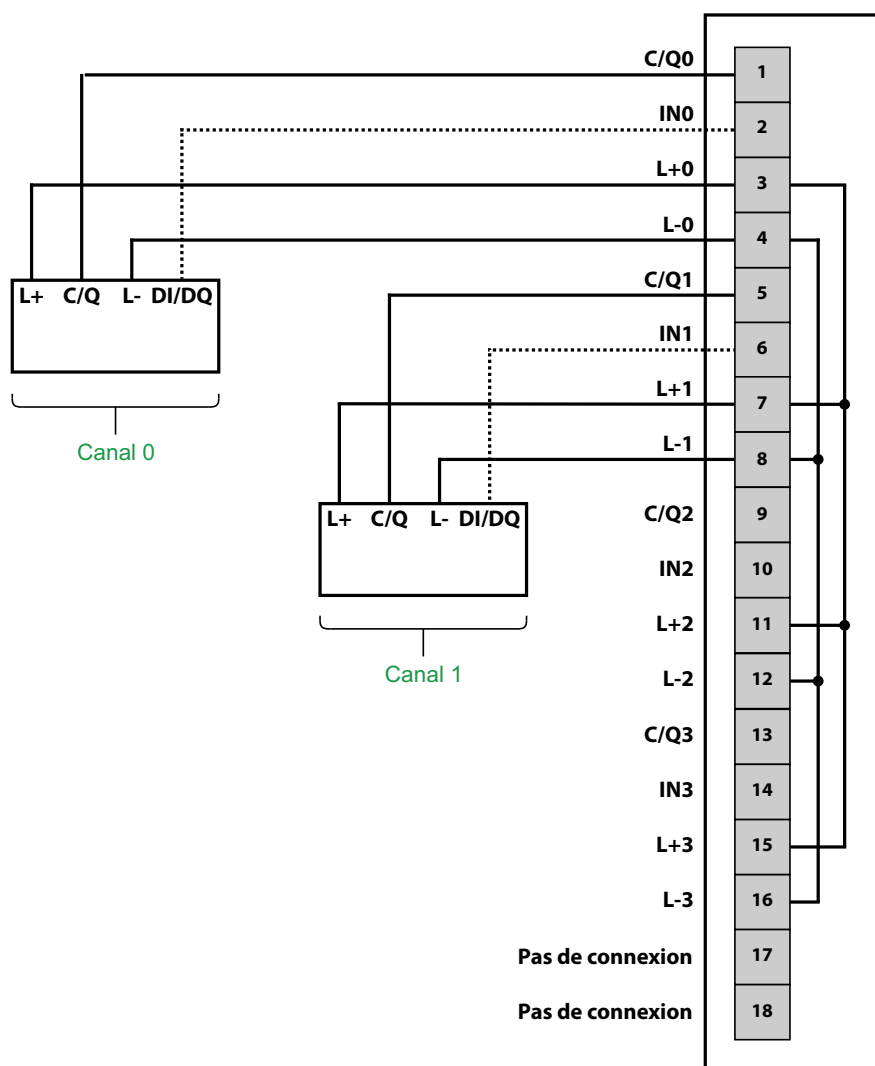 C/Q0
1
IN0
2
L+0
3
L-0
4
L+ C/Q L- DI/DQ
C/Q1
5
IN1
6
Canal 0
L+1
7
L-1
8
L+ C/Q L- DI/DQ
C/Q2
9
IN2
10
L+2
11
Canal 1
L-2
12
C/Q3
13
IN3
14
L+3
15
L-3
16
Pas de connexion
17
Pas de connexion
18